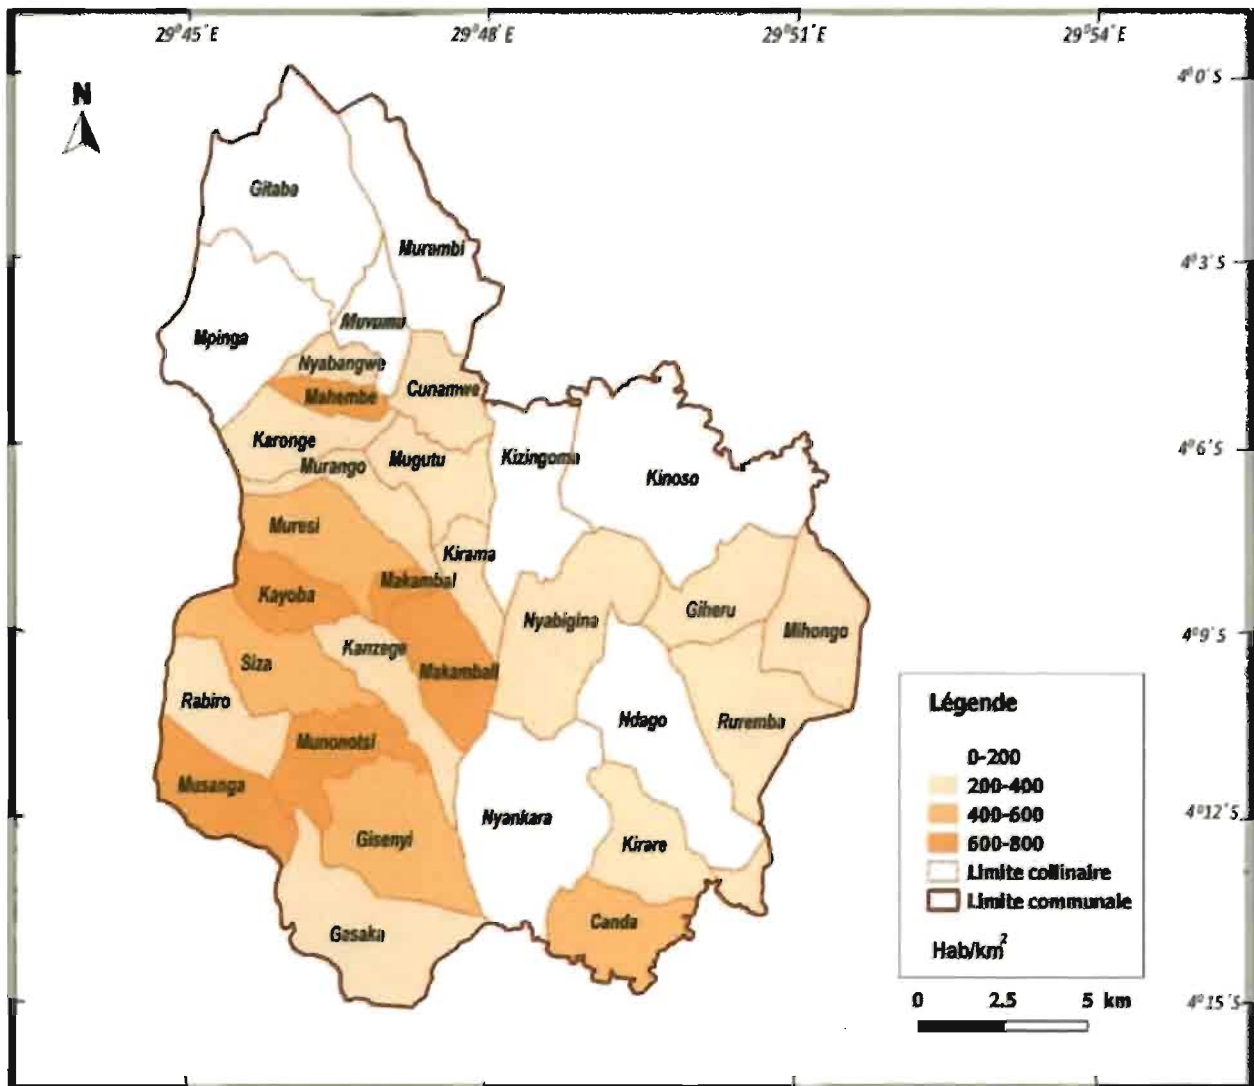 29°45'E
29°48'E
29°51'E
29°54'E
4°0'S
N
Gitaba
Murambi
4°3'S
Muvuma
Mpinga
Nyabangwe
Cunamwe
Mahembe
Karonge
Mugutu
Kizingoma
4°6'S
Murango
Kinoso
Muresi
Kirama
Makambal
Kayoba
Nyabigina
Giheru
Mihongo
4°9'S
Kanzege
Siza
Makamball
Rabiro
Ndago
Ruremba
Légende
Munonotsi
0-200
Musanga
200-400
Nyankara
400-600
4°12'S
Gisenyi
Kirare
600-800
Limite collinaire
Limite communale
Canda
Gasaka
Hab/km²
0 2.5 5 km
4°15'S